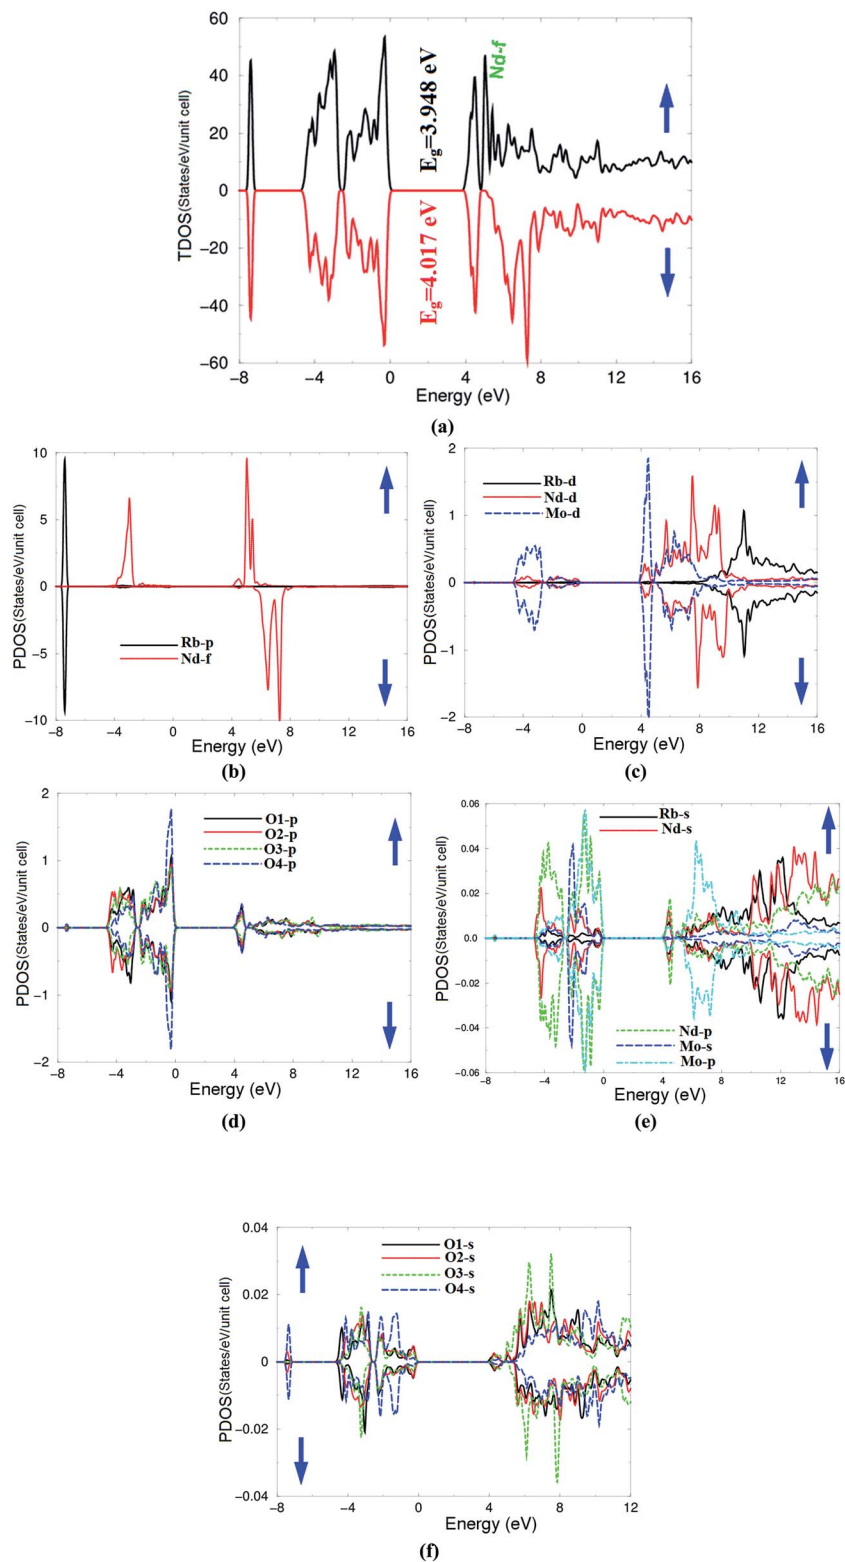 60
40
20
0
−20
−40
−60
TDOS(States/eV/unit cell)
Eg=3.948 eV
Nd-f
Eg=4.017 eV
−8 −4 0 4 8 12 16
Energy (eV)
(a)
10
5
0
−5
−10
PDOS(States/eV/unit cell)
Rb-p
Nd-f
−8 −4 0 4 8 12 16
Energy (eV)
(b)
2
1
0
−1
−2
PDOS(States/eV/unit cell)
Rb-d
Nd-d
Mo-d
−8 −4 0 4 8 12 16
Energy (eV)
(c)
2
1
0
−1
−2
PDOS(States/eV/unit cell)
O1-p
O2-p
O3-p
O4-p
−8 −4 0 4 8 12 16
Energy (eV)
(d)
0.06
0.04
0.02
0.0
−0.02
−0.04
−0.06
PDOS(States/eV/unit cell)
Rb-s
Nd-s
Nd-p
Mo-s
Mo-p
−8 −4 0 4 8 12 16
Energy (eV)
(e)
0.04
0.02
0
−0.02
−0.04
PDOS(States/eV/unit cell)
O1-s
O2-s
O3-s
O4-s
−8 −4 0 4 8 12
Energy (eV)
(f)